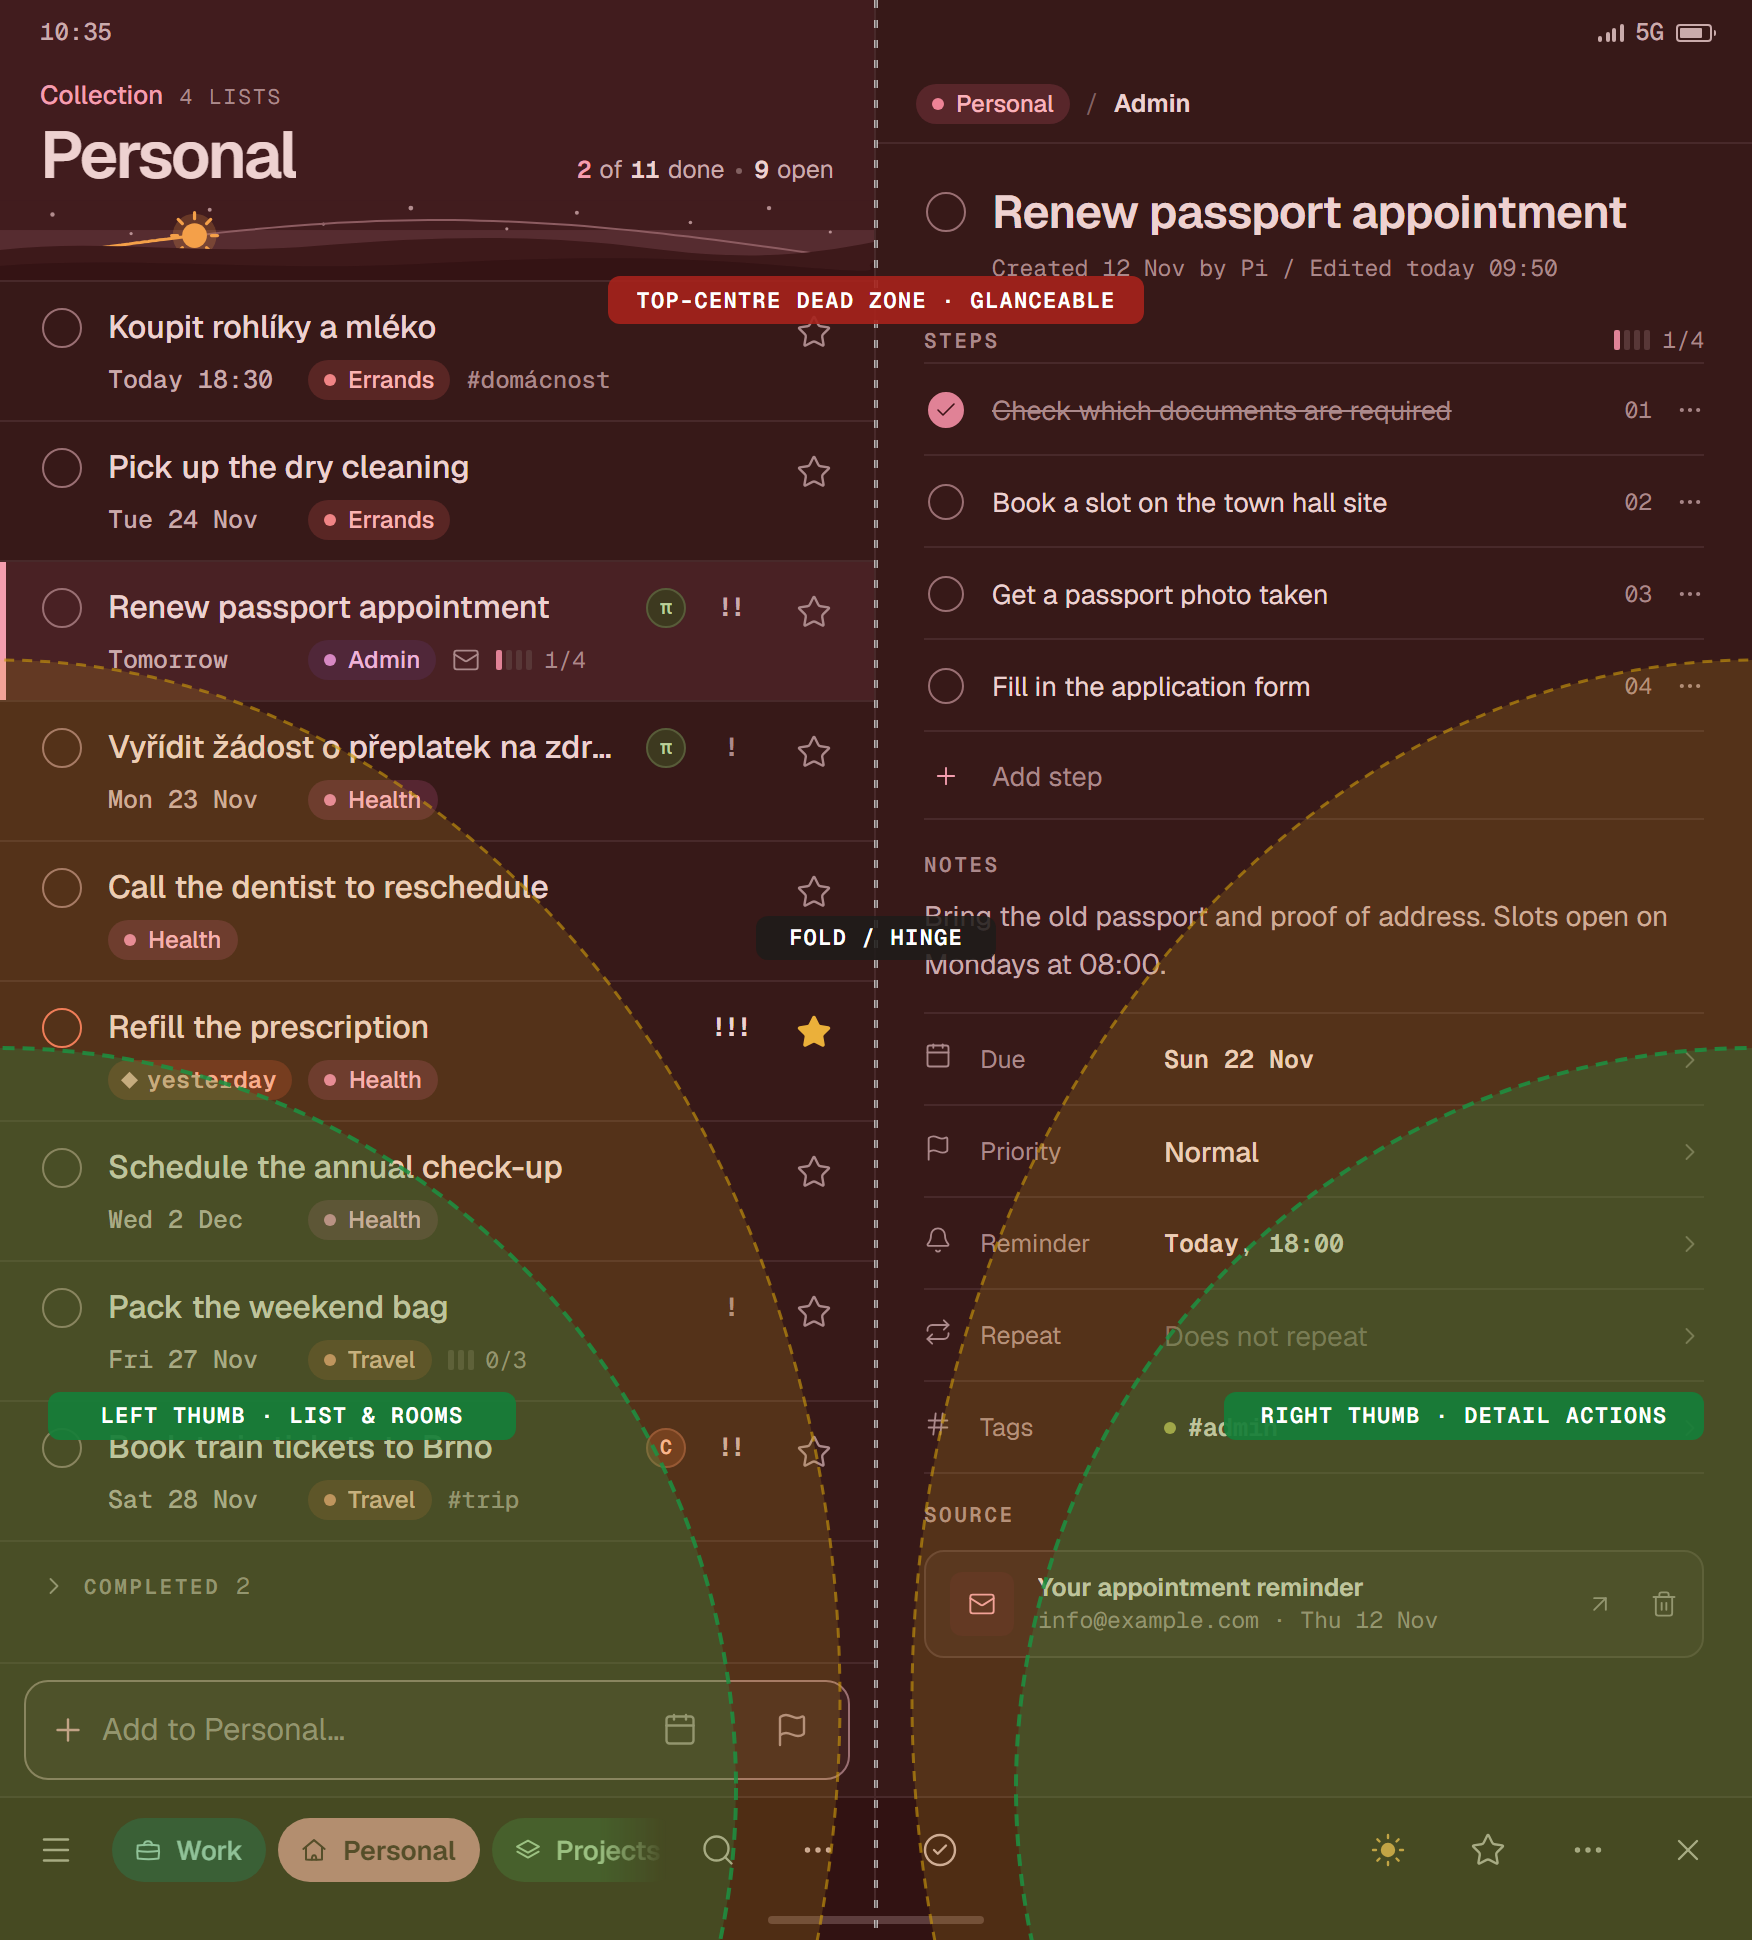 10:35
5G
Collection 4 LISTS
Personal
2 of 11 done • 9 open
Koupit rohlíky a mléko
Today 18:30 Errands #domácnost
Pick up the dry cleaning
Tue 24 Nov Errands
Renew passport appointment π !!
Tomorrow Admin 1/4
Vyřídit žádost o přeplatek na zdr… π !
Mon 23 Nov Health
Call the dentist to reschedule
Health
Refill the prescription !!!
yesterday Health
Schedule the annual check-up
Wed 2 Dec Health
Pack the weekend bag !
Fri 27 Nov Travel 0/3
LEFT THUMB · LIST & ROOMS
Book train tickets to Brno C !!
Sat 28 Nov Travel #trip
COMPLETED 2
Add to Personal…
Work Personal Projects
TOP-CENTRE DEAD ZONE · GLANCEABLE
FOLD / HINGE
Personal / Admin
Renew passport appointment
Created 12 Nov by Pi / Edited today 09:50
STEPS 1/4
Check which documents are required 01
Book a slot on the town hall site 02
Get a passport photo taken 03
Fill in the application form 04
Add step
NOTES
Bring the old passport and proof of address. Slots open on
Mondays at 08:00.
Due Sun 22 Nov
Priority Normal
Reminder Today, 18:00
Repeat Does not repeat
Tags #admin
RIGHT THUMB · DETAIL ACTIONS
SOURCE
Your appointment reminder
info@example.com · Thu 12 Nov